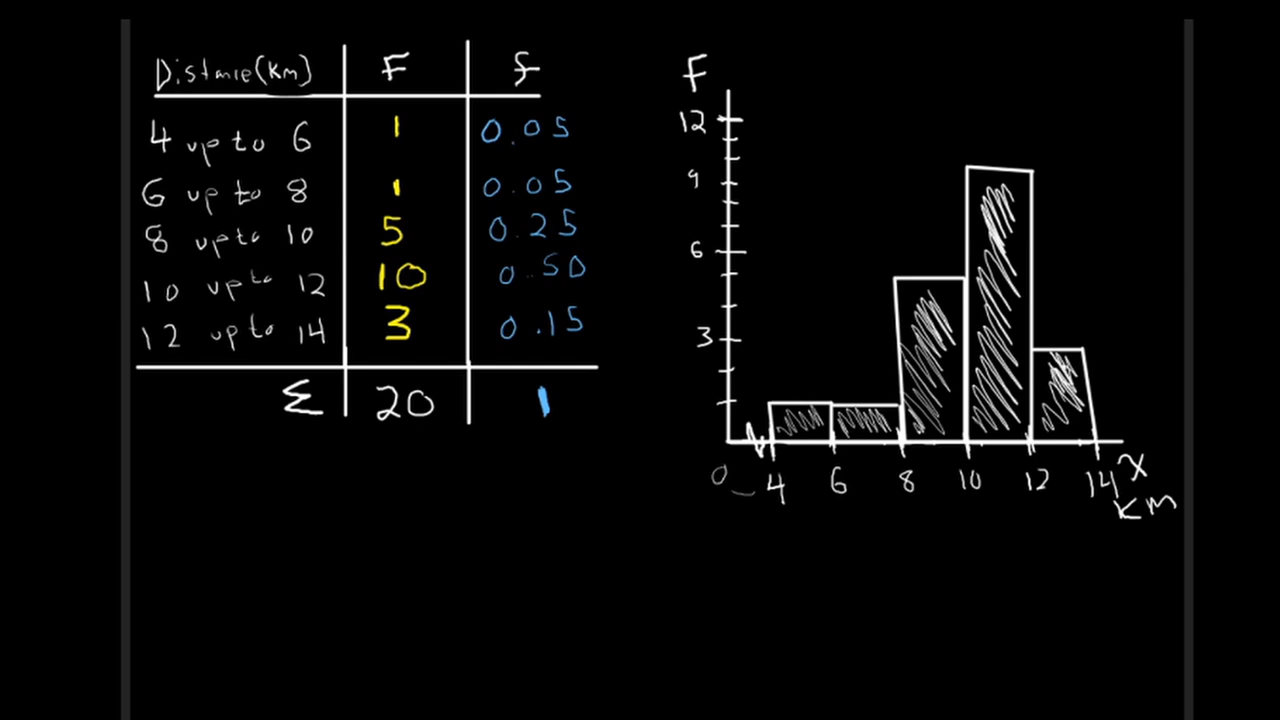 Distance(Km) F f
4 up to 6 1 0.05
6 up to 8 1 0.05
8 up to 10 5 0.25
10 up to 12 10 0.50
12 up to 14 3 0.15
Σ 20 1
F
12
9
6
3
0 4 6 8 10 12 14 x
Km